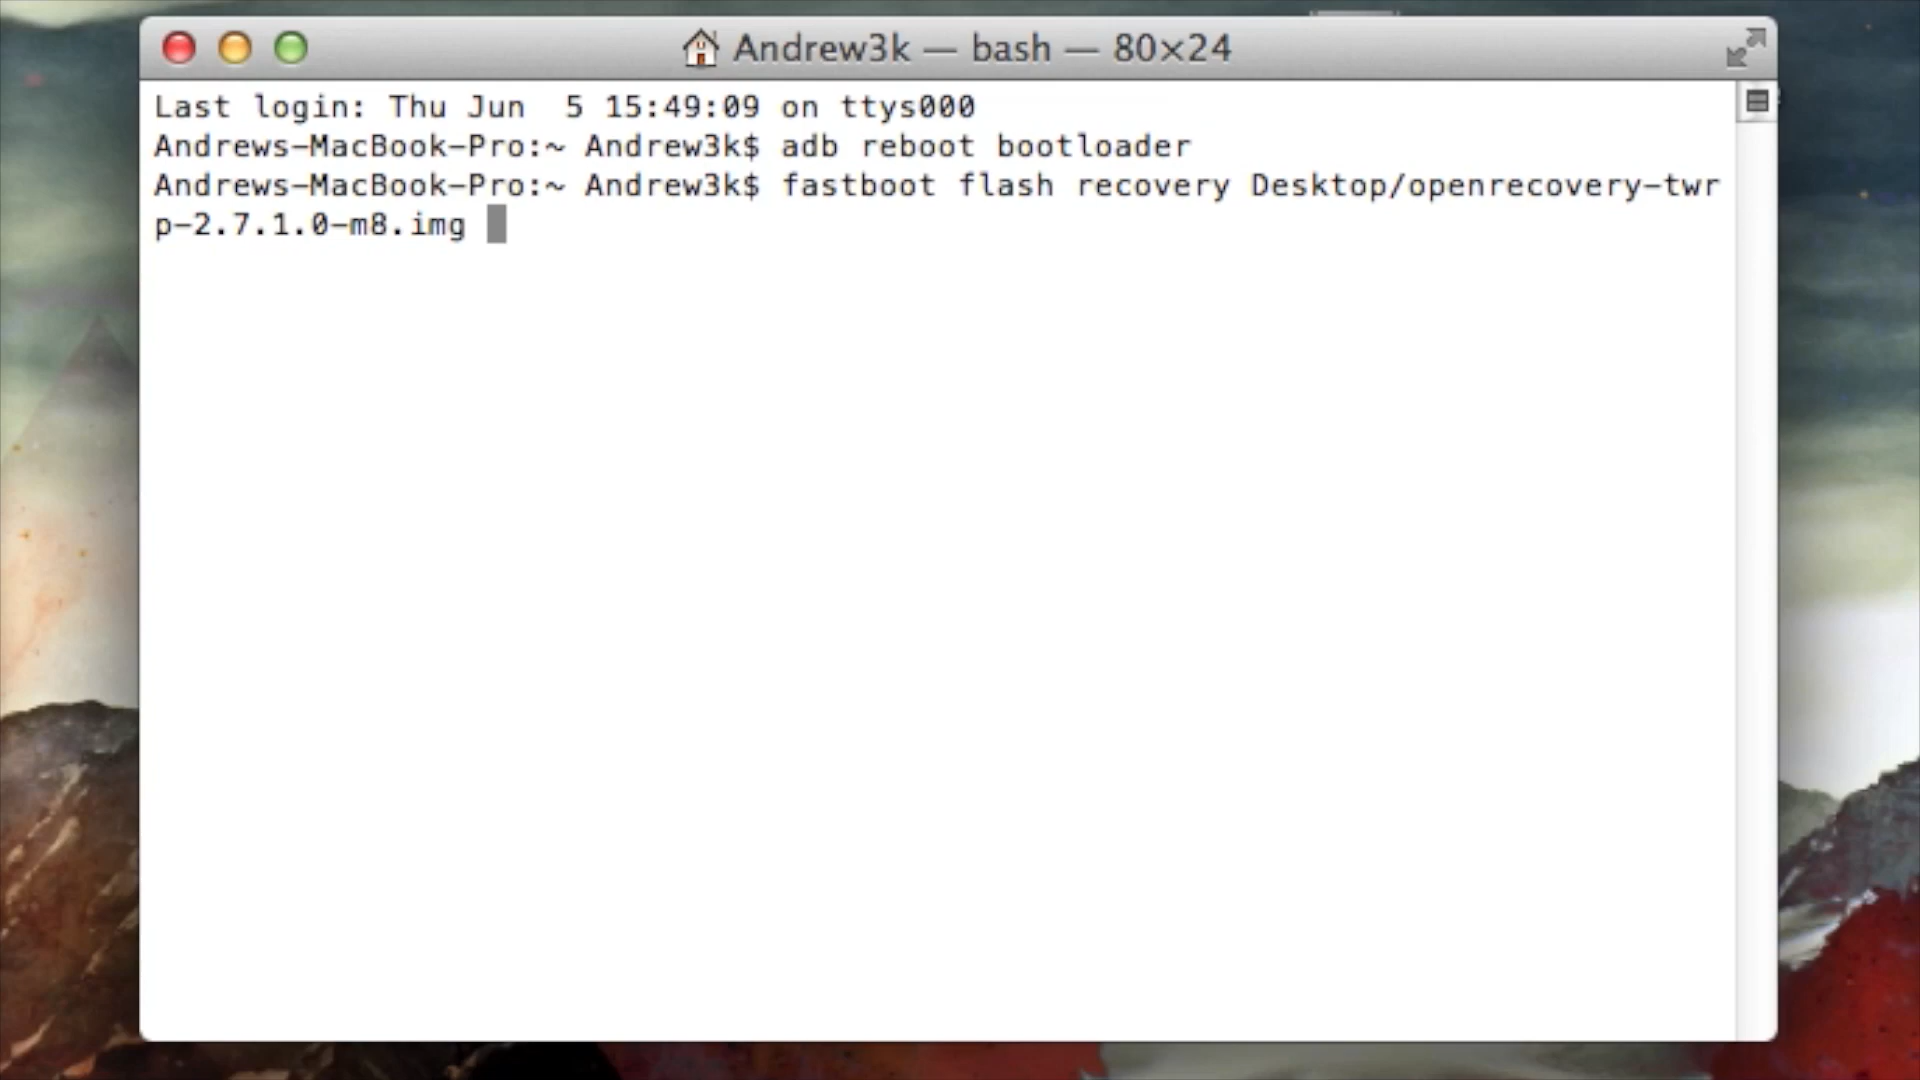 Andrew3k — bash — 80×24
Last login: Thu Jun  5 15:49:09 on ttys000
Andrews-MacBook-Pro:~ Andrew3k$ adb reboot bootloader
Andrews-MacBook-Pro:~ Andrew3k$ fastboot flash recovery Desktop/openrecovery-twr
p-2.7.1.0-m8.img